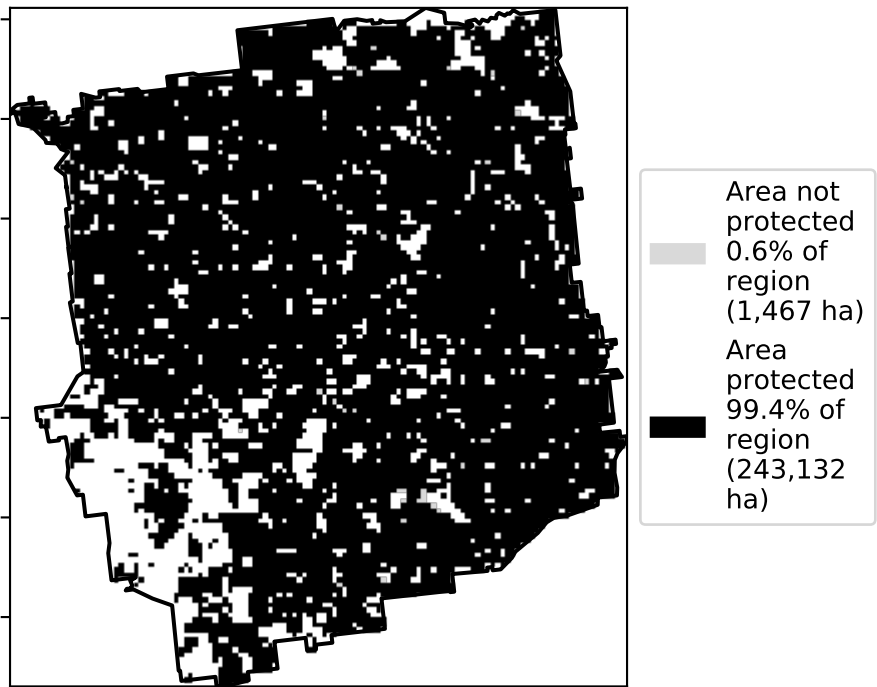 Area not
protected
0.6% of
region
(1,467 ha)
Area
protected
99.4% of
region
(243,132
ha)